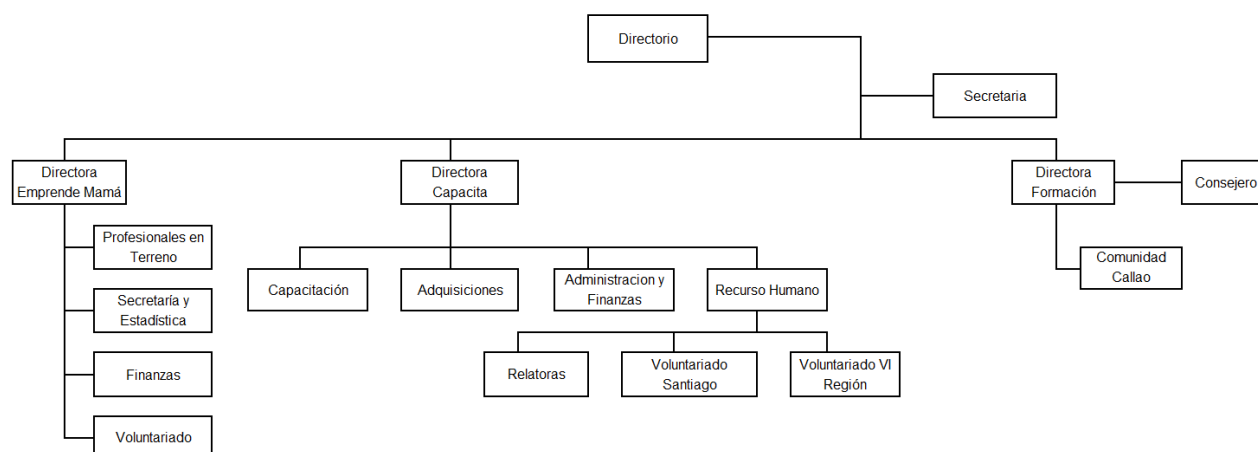 Directorio
Secretaria
Directora
Emprende Mamá
Directora
Capacita
Directora
Formación
Consejero
Profesionales en
Terreno
Secretaría y
Estadística
Finanzas
Voluntariado
Capacitación
Adquisiciones
Administracion y
Finanzas
Recurso Humano
Relatoras
Voluntariado
Santiago
Voluntariado VI
Región
Comunidad
Callao